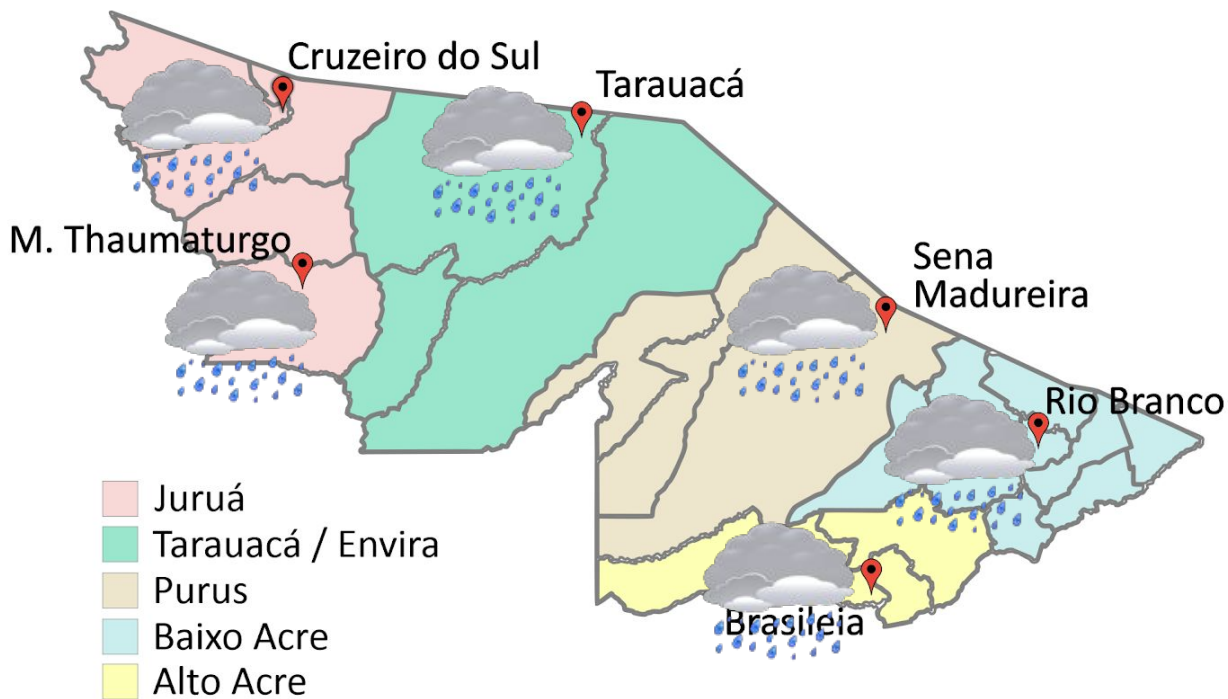 Cruzeiro do Sul
Tarauacá
M. Thaumaturgo
Sena
Madureira
Rio Branco
Brasileia
Juruá
Tarauacá / Envira
Purus
Baixo Acre
Alto Acre